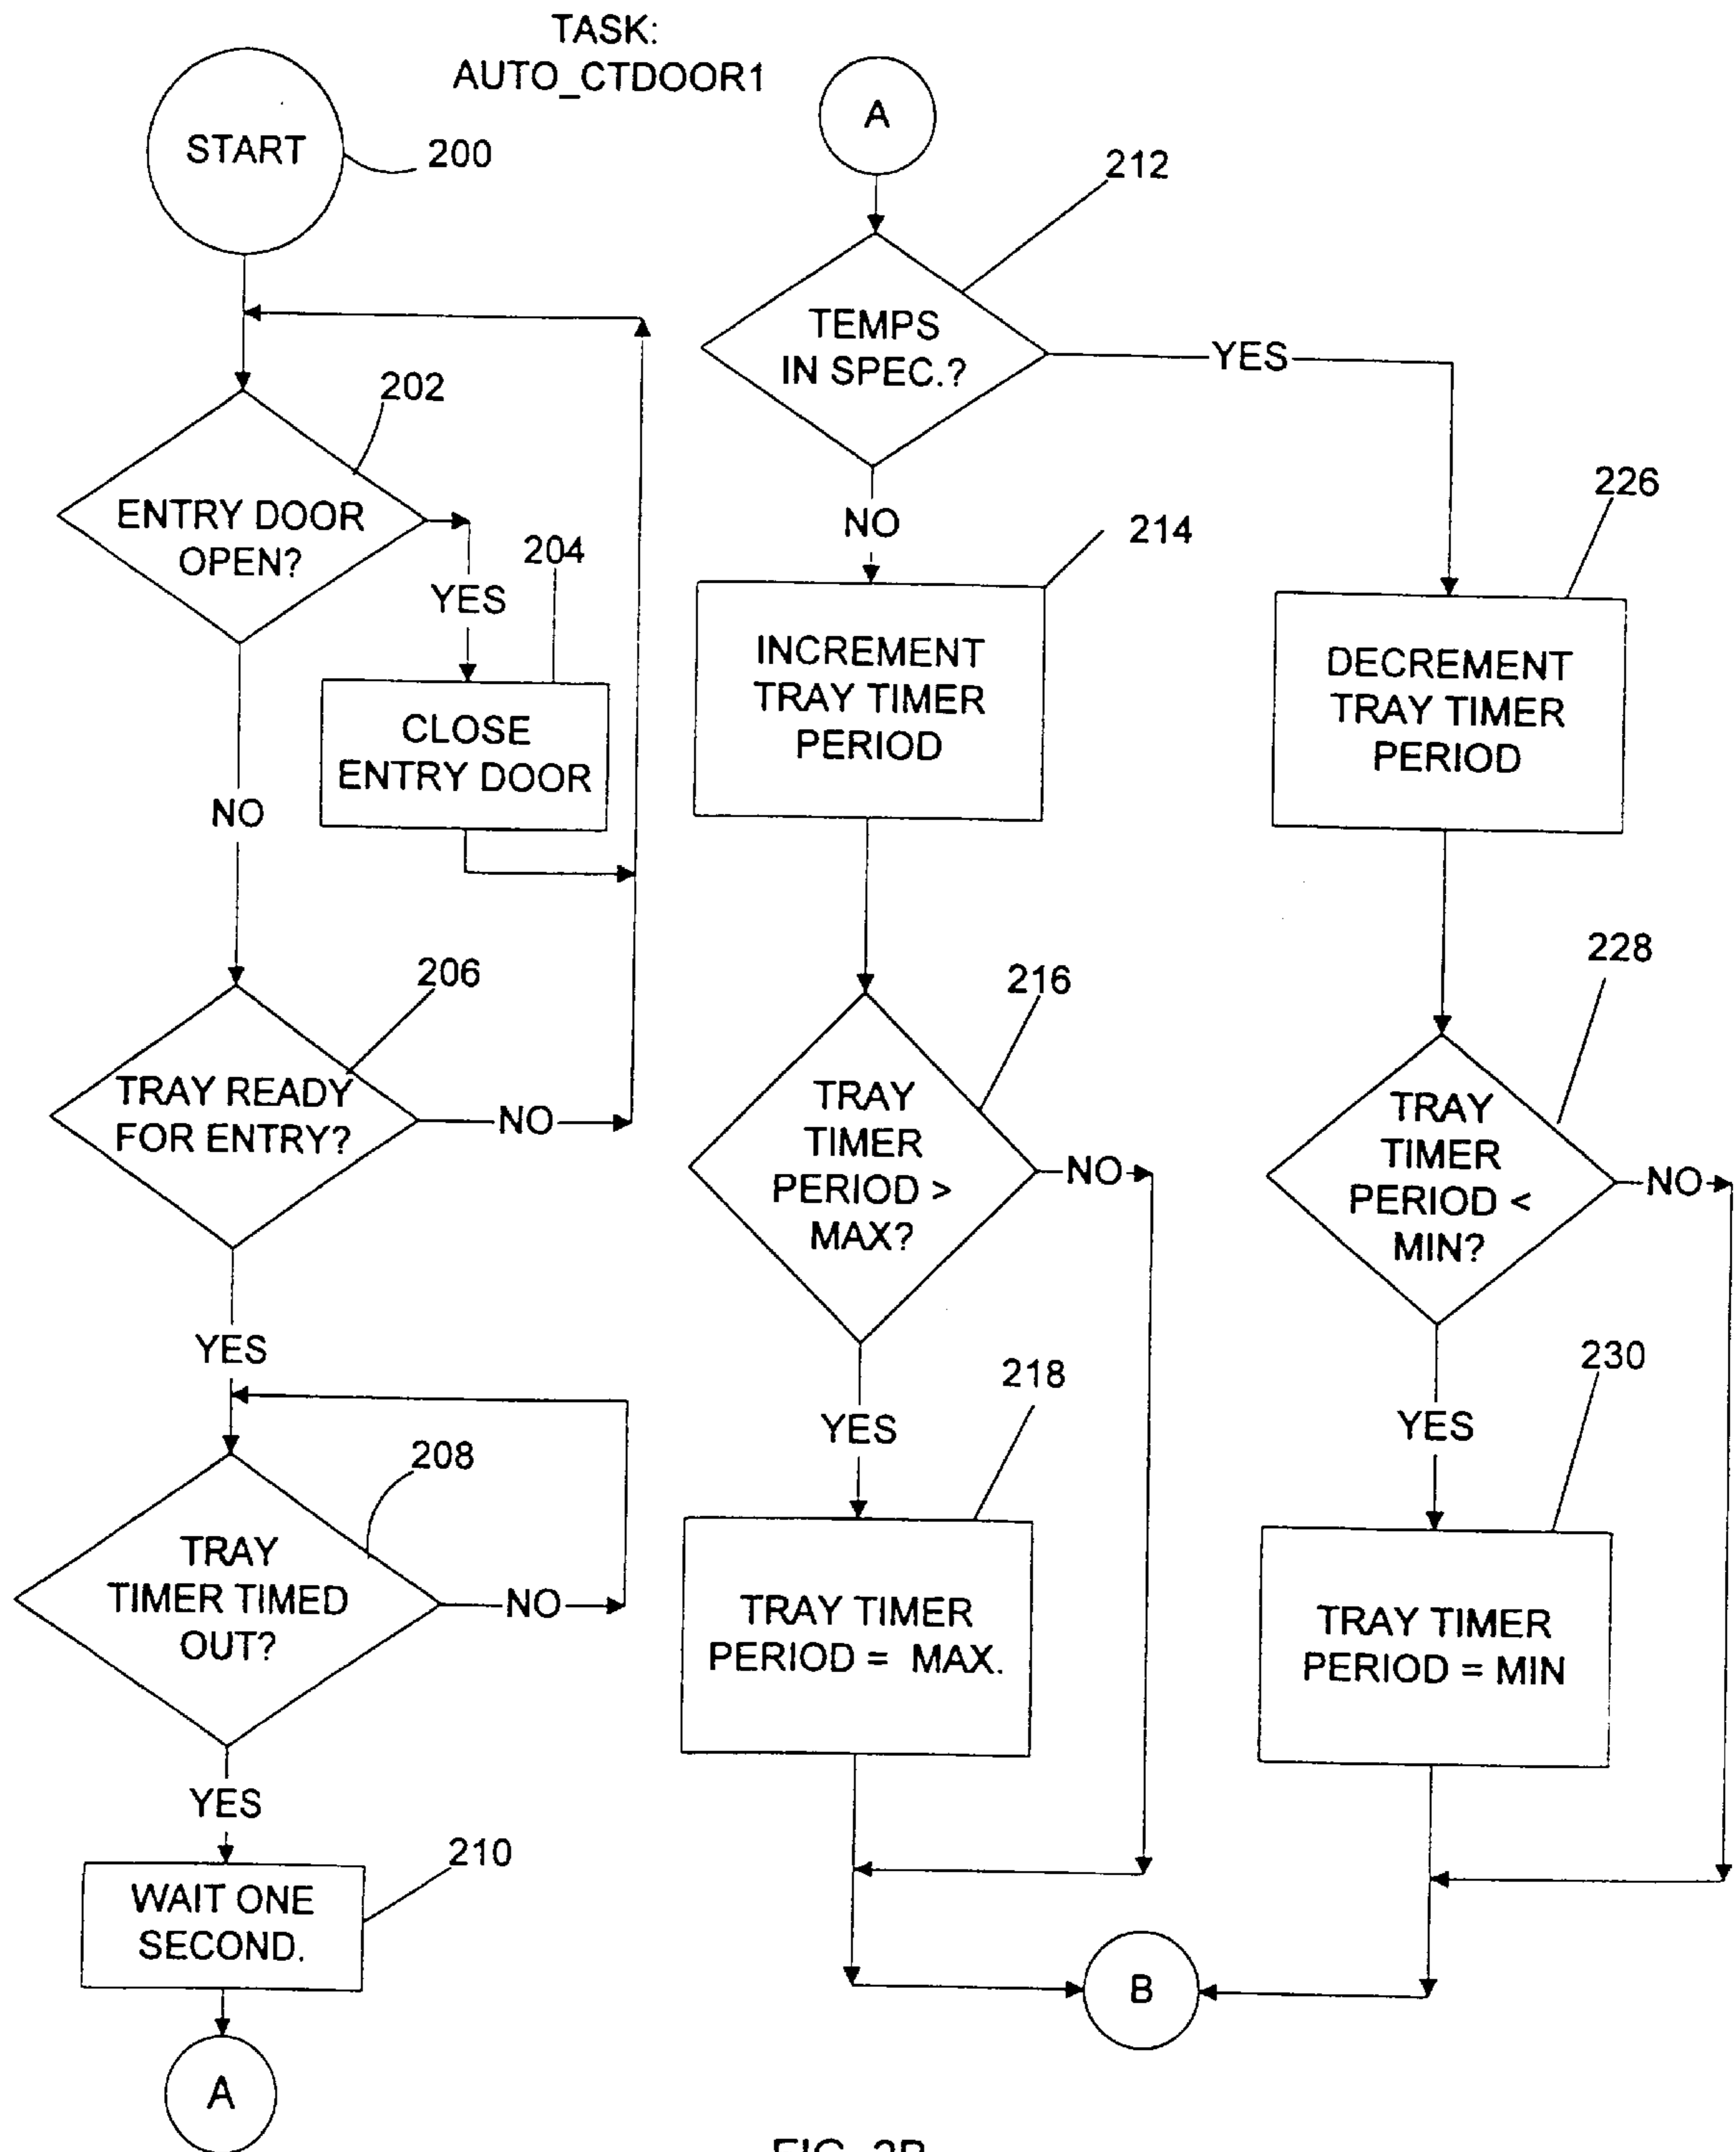 TASK:
AUTO_CTDOOR1
START
200
202
ENTRY DOOR
OPEN?
YES
204
CLOSE
ENTRY DOOR
NO
206
TRAY READY
FOR ENTRY?
NO
YES
208
TRAY
TIMER TIMED
OUT?
NO
YES
210
WAIT ONE
SECOND.
A
A
212
TEMPS
IN SPEC.?
YES
NO
214
INCREMENT
TRAY TIMER
PERIOD
216
TRAY
TIMER
PERIOD >
MAX?
NO
YES
218
TRAY TIMER
PERIOD = MAX.
226
DECREMENT
TRAY TIMER
PERIOD
228
TRAY
TIMER
PERIOD <
MIN?
NO
YES
230
TRAY TIMER
PERIOD = MIN
B